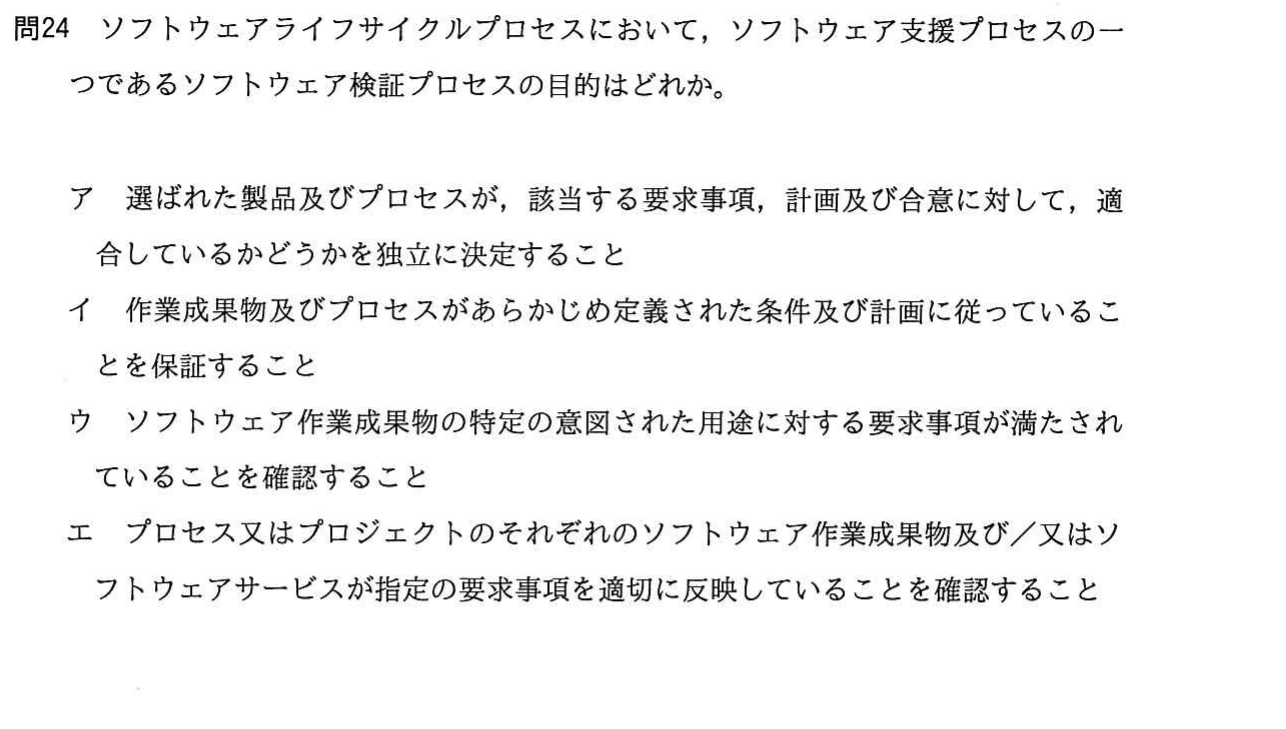 問24 ソフトウェアライフサイクルプロセスにおいて，ソフトウェア支援プロセスの一
つであるソフトウェア検証プロセスの目的はどれか。
ア 選ばれた製品及びプロセスが，該当する要求事項，計画及び合意に対して，適
合しているかどうかを独立に決定すること
イ 作業成果物及びプロセスがあらかじめ定義された条件及び計画に従っているこ
とを保証すること
ウ ソフトウェア作業成果物の特定の意図された用途に対する要求事項が満たされ
ていることを確認すること
エ プロセス又はプロジェクトのそれぞれのソフトウェア作業成果物及び／又はソ
フトウェアサービスが指定の要求事項を適切に反映していることを確認すること